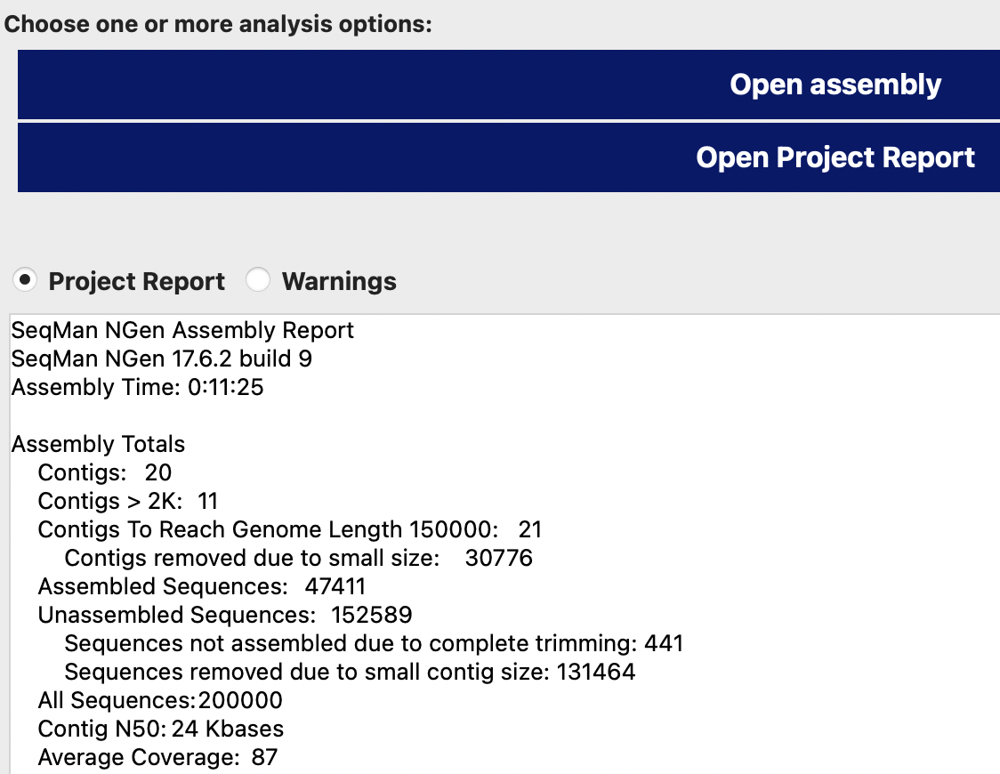 Choose one or more analysis options:
Open assembly
Open Project Report
Project Report Warnings
SeqMan NGen Assembly Report
SeqMan NGen 17.6.2 build 9
Assembly Time: 0:11:25
Assembly Totals
Contigs: 20
Contigs > 2K: 11
Contigs To Reach Genome Length 150000: 21
Contigs removed due to small size: 30776
Assembled Sequences: 47411
Unassembled Sequences: 152589
Sequences not assembled due to complete trimming: 441
Sequences removed due to small contig size: 131464
All Sequences:200000
Contig N50: 24 Kbases
Average Coverage: 87